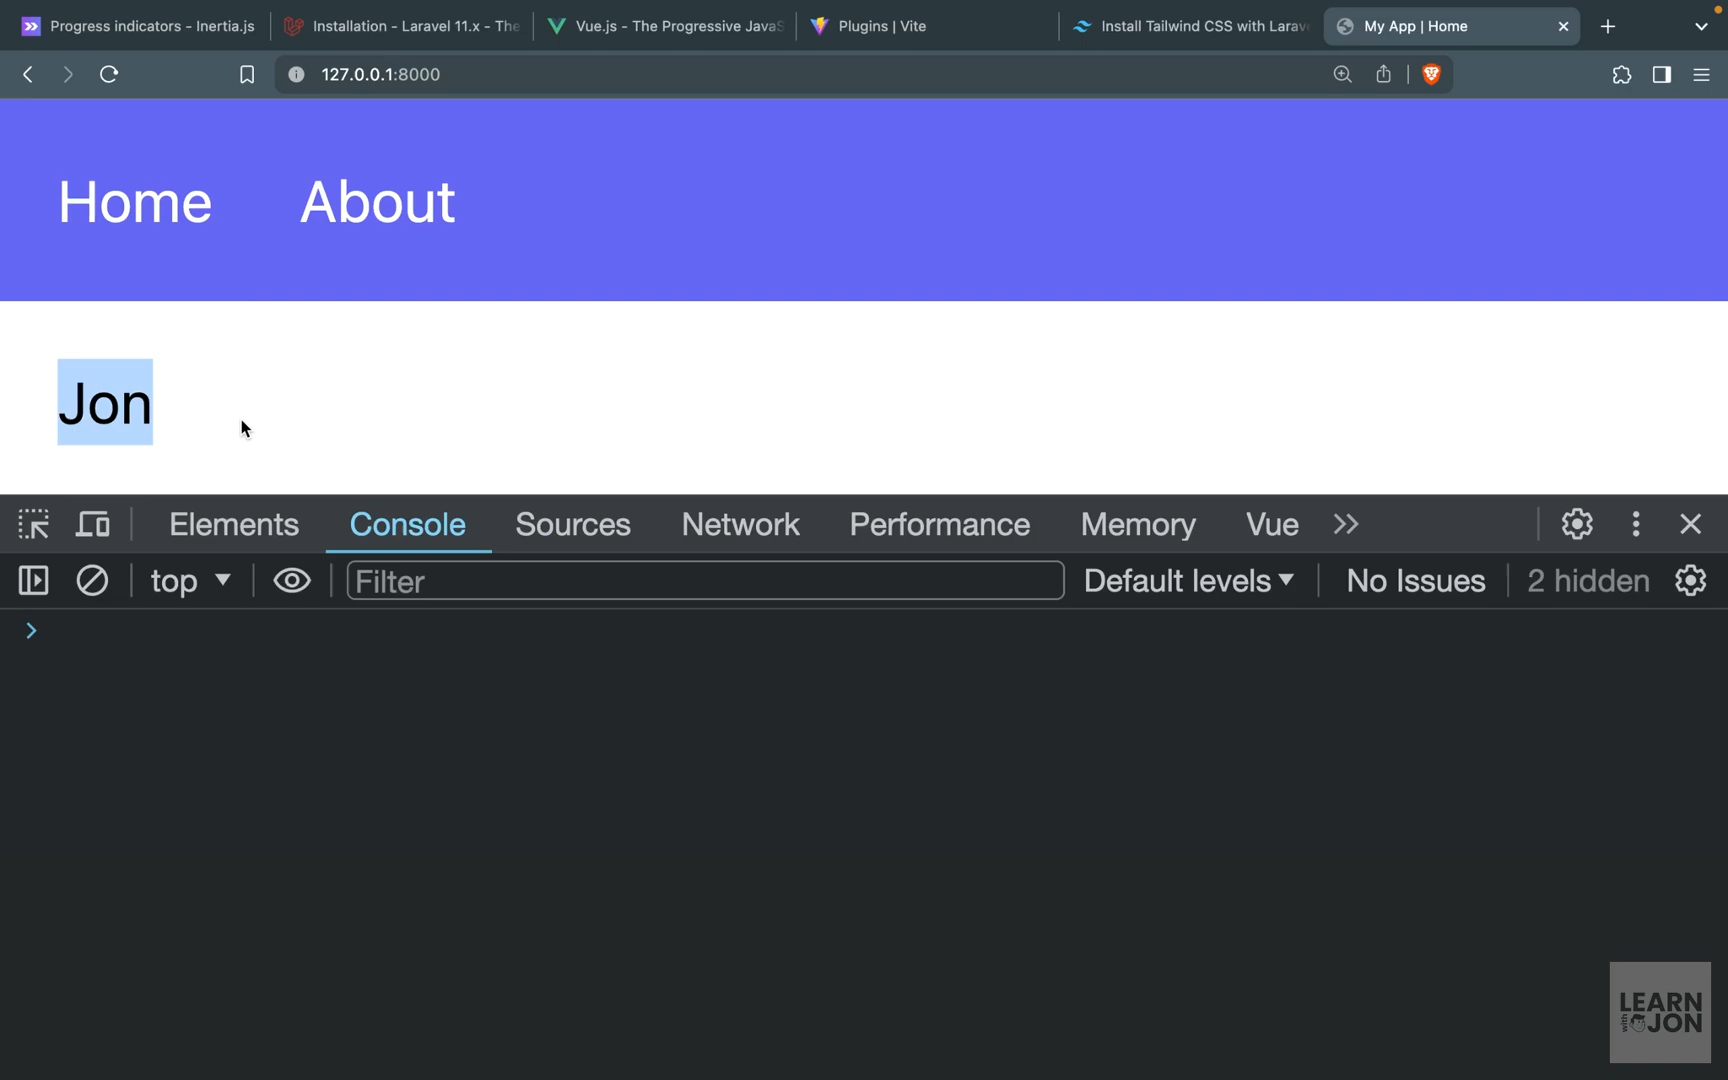 Progress indicators - Inertia.js
Installation - Laravel 11.x - The
Vue.js - The Progressive JavaS
Plugins | Vite
Install Tailwind CSS with Larav
My App | Home
127.0.0.1:8000
Home About
Jon
Elements Console Sources Network Performance Memory Vue
top Filter Default levels No Issues 2 hidden
LEARN
with JON